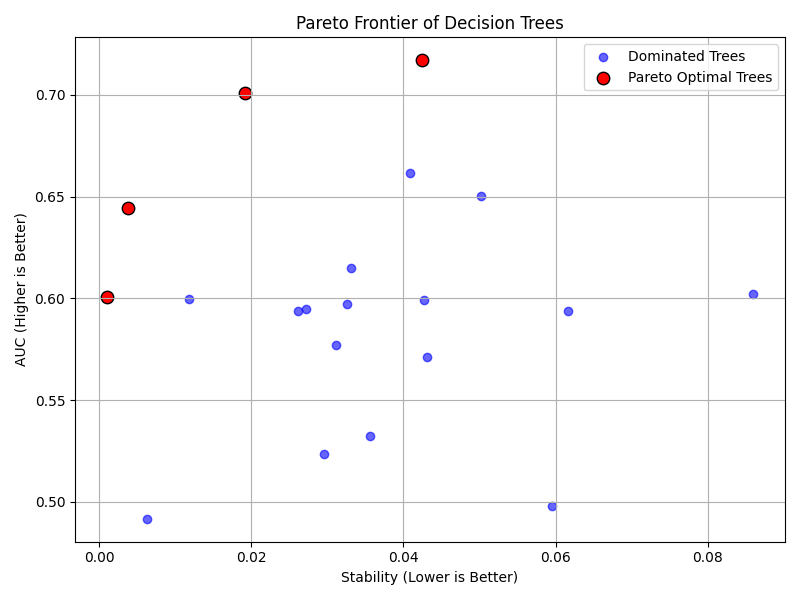 Pareto Frontier of Decision Trees
Dominated Trees
Pareto Optimal Trees
AUC (Higher is Better)
0.70
0.65
0.60
0.55
0.50
0.00
0.02
0.04
0.06
0.08
Stability (Lower is Better)